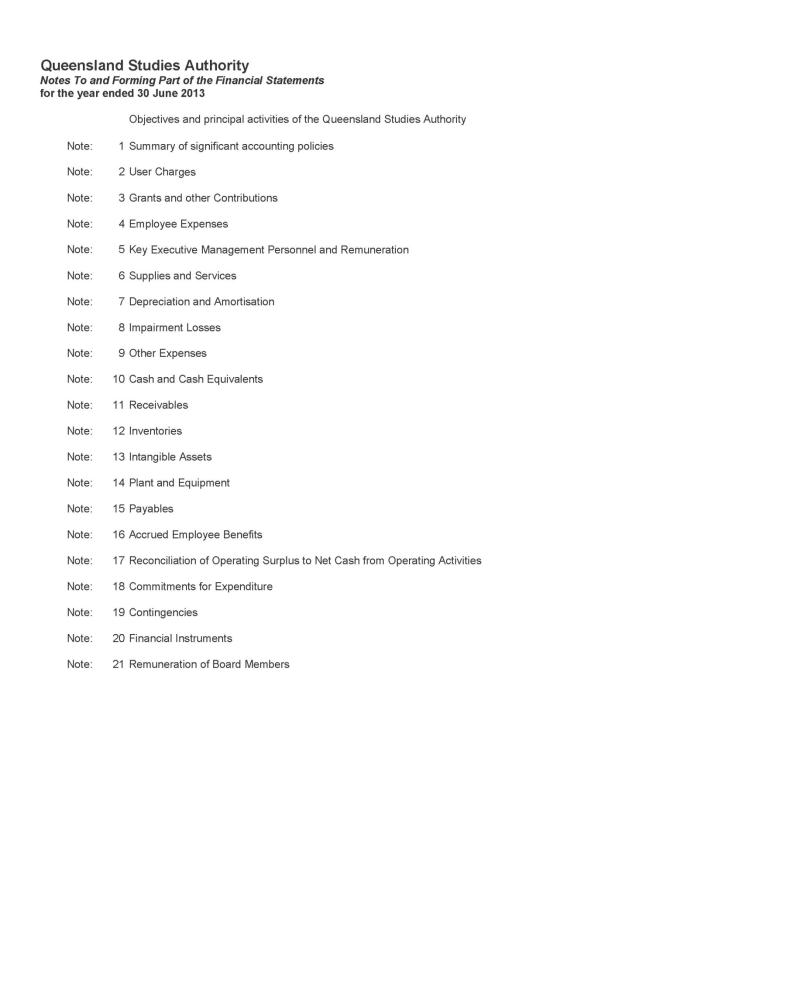 Queensland Studies Authority
Notes To and Forming Part of the Financial Statements
for the year ended 30 June 2013
Objectives and principal activities of the Queensland Studies Authority
Note: 1 Summary of significant accounting policies
Note: 2 User Charges
Note: 3 Grants and other Contributions
Note: 4 Employee Expenses
Note: 5 Key Executive Management Personnel and Remuneration
Note: 6 Supplies and Services
Note: 7 Depreciation and Amortisation
Note: 8 Impairment Losses
Note: 9 Other Expenses
Note: 10 Cash and Cash Equivalents
Note: 11 Receivables
Note: 12 Inventories
Note: 13 Intangible Assets
Note: 14 Plant and Equipment
Note: 15 Payables
Note: 16 Accrued Employee Benefits
Note: 17 Reconciliation of Operating Surplus to Net Cash from Operating Activities
Note: 18 Commitments for Expenditure
Note: 19 Contingencies
Note: 20 Financial Instruments
Note: 21 Remuneration of Board Members